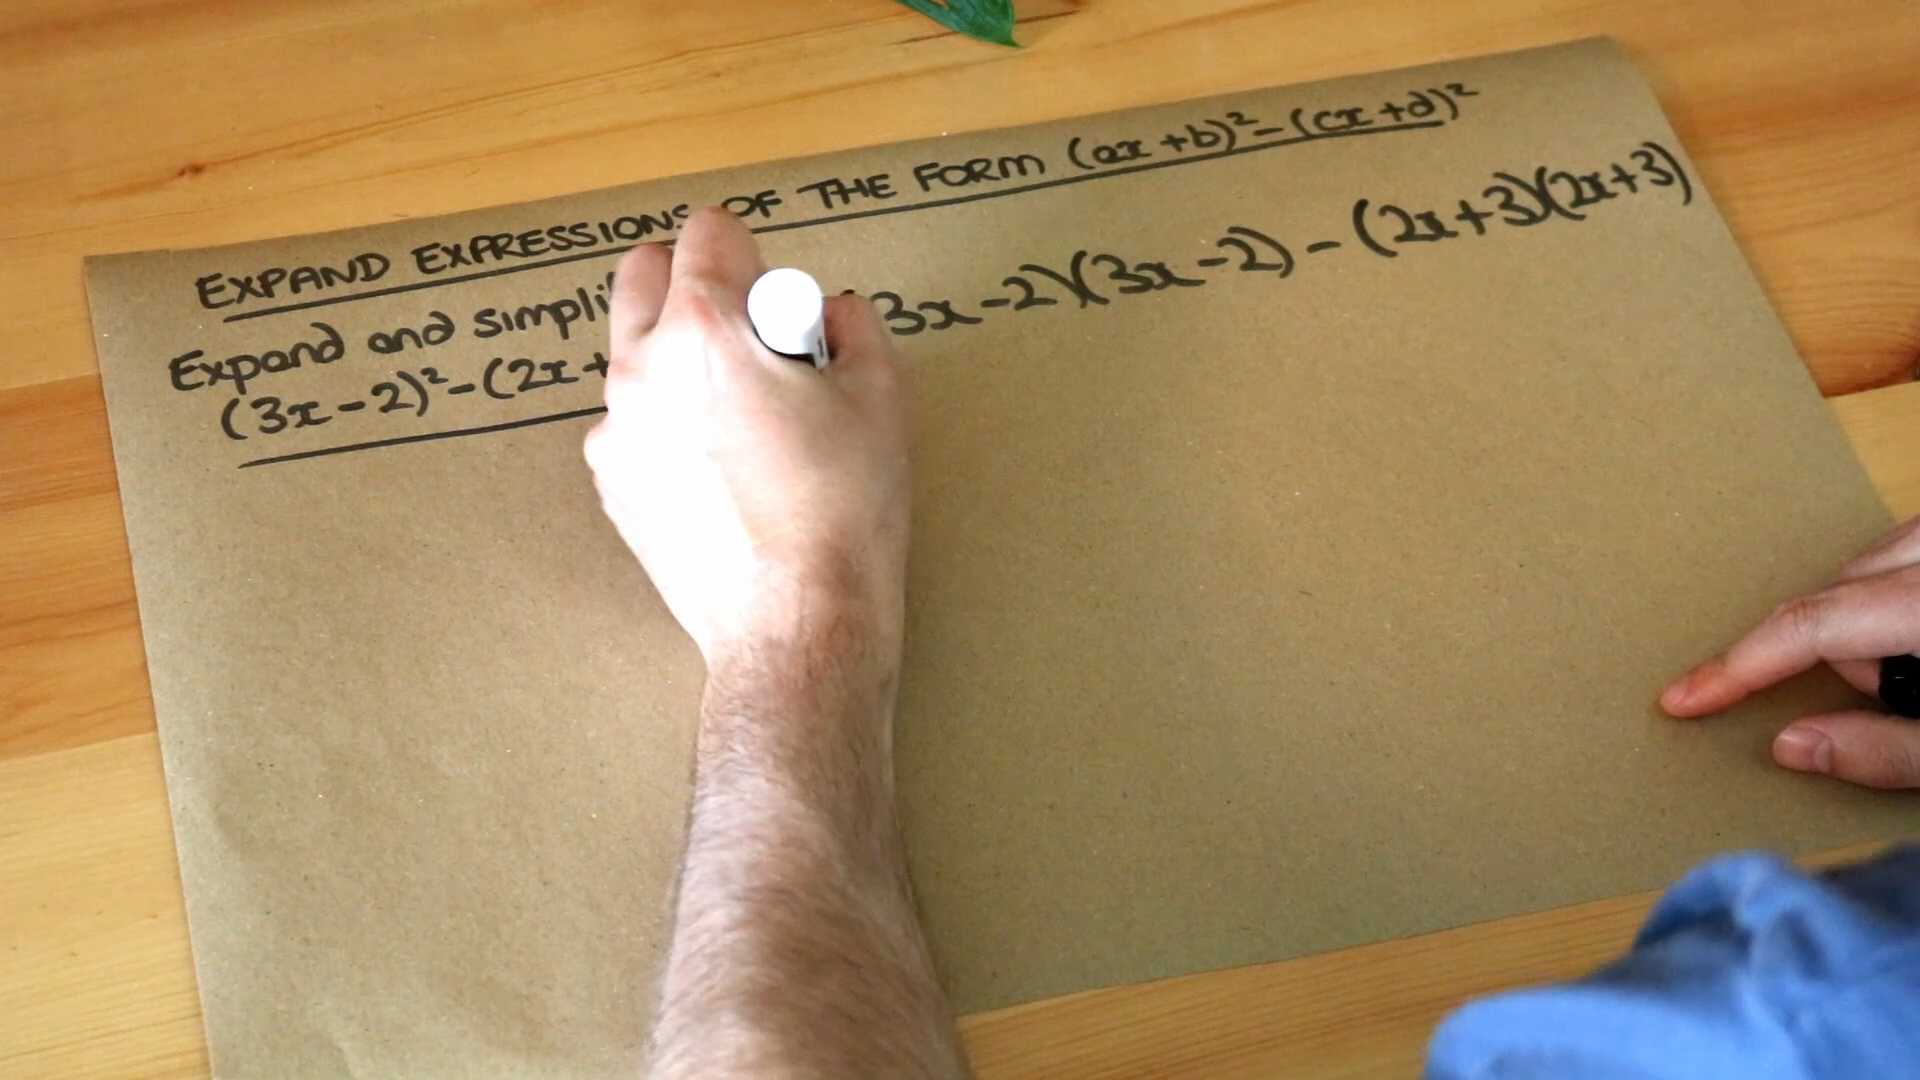 EXPAND EXPRESSIONS OF THE FORM (ax+b)²-(cx+d)²
Expand and simpli
(3x-2)²-(2x+
(3x-2)(3x-2)-(2x+3)(2x+3)